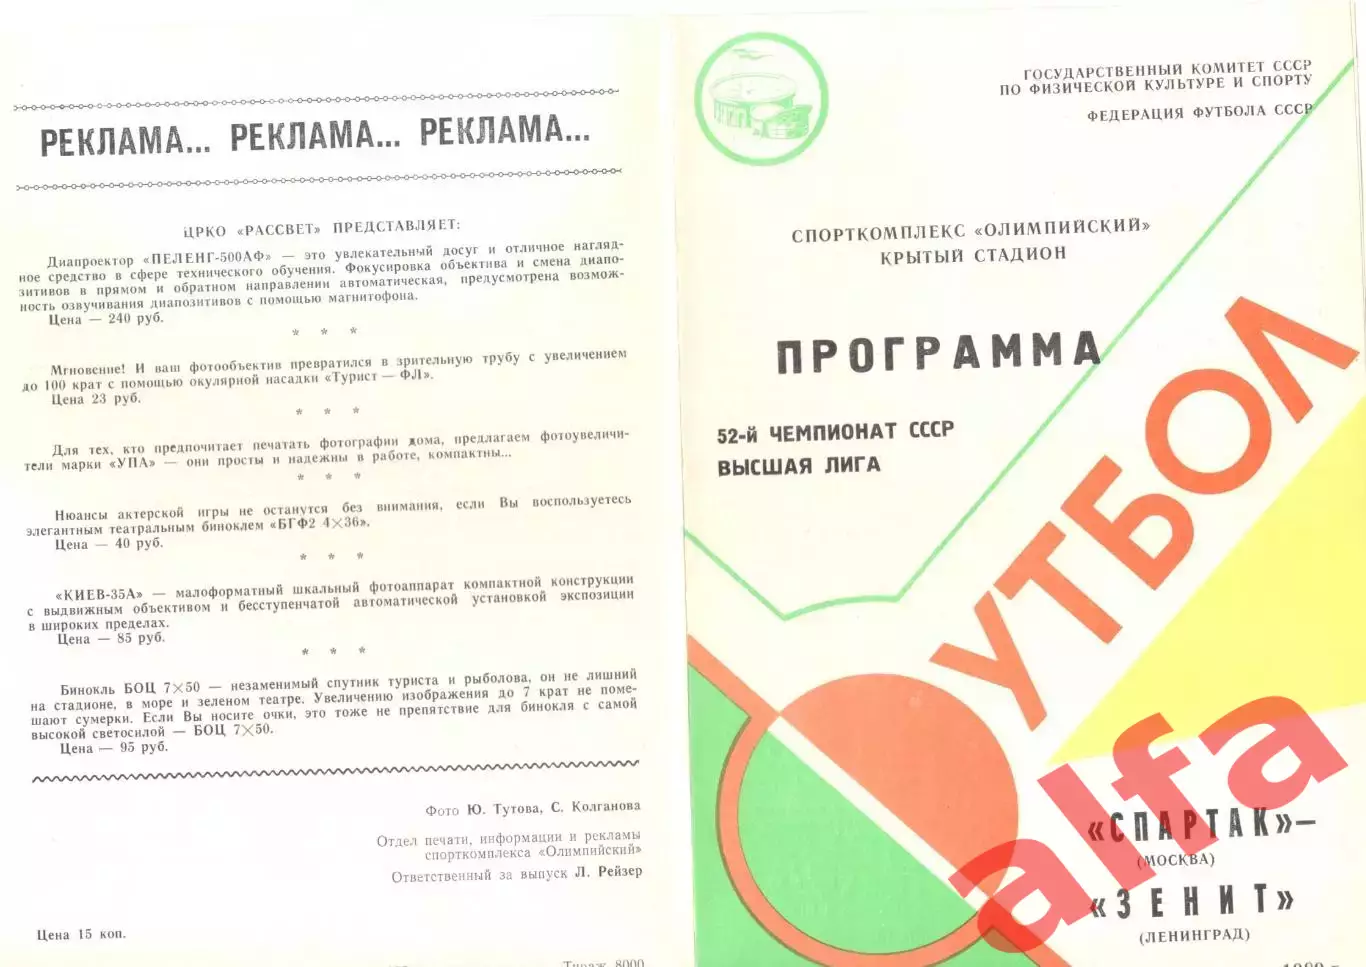 РЕКЛАМА... РЕКЛАМА... РЕКЛАМА...
ЦРКО «РАССВЕТ» ПРЕДСТАВЛЯЕТ:
Диапроектор «ПЕЛЕНГ-500АФ» — это увлекательный досуг и отличное нагляд-
ное средство в сфере технического обучения. Фокусировка объектива и смена диапо-
зитивов в прямом и обратном направлении автоматическая, предусмотрена возмож-
ность озвучивания диапозитивов с помощью магнитофона.
Цена — 240 руб.
* * *
Мгновение! И ваш фотообъектив превратился в зрительную трубу с увеличением
до 100 крат с помощью окулярной насадки «Турист — ФЛ».
Цена 23 руб.
* * *
Для тех, кто предпочитает печатать фотографии дома, предлагаем фотоувеличи-
тели марки «УПА» — они просты и надежны в работе, компактны...
* * *
Нюансы актерской игры не останутся без внимания, если Вы воспользуетесь
элегантным театральным биноклем «БГФ2 4×36».
Цена — 40 руб.
* * *
«КИЕВ-35А» — малоформатный шкальный фотоаппарат компактной конструкции
с выдвижным объективом и бесступенчатой автоматической установкой экспозиции
в широких пределах.
Цена — 85 руб.
* * *
Бинокль БОЦ 7×50 — незаменимый спутник туриста и рыболова, он не лишний
на стадионе, в море и зеленом театре. Увеличению изображения до 7 крат не поме-
шают сумерки. Если Вы носите очки, это тоже не препятствие для бинокля с самой
высокой светосилой — БОЦ 7×50.
Цена — 95 руб.
Фото Ю. Тутова, С. Колганова
Отдел печати, информации и рекламы
спорткомплекса «Олимпийский»
Ответственный за выпуск Л. Рейзер
Цена 15 коп.
Тираж 8000
ГОСУДАРСТВЕННЫЙ КОМИТЕТ СССР
ПО ФИЗИЧЕСКОЙ КУЛЬТУРЕ И СПОРТУ
ФЕДЕРАЦИЯ ФУТБОЛА СССР
СПОРТКОМПЛЕКС «ОЛИМПИЙСКИЙ»
КРЫТЫЙ СТАДИОН
ПРОГРАММА
52-й ЧЕМПИОНАТ СССР
ВЫСШАЯ ЛИГА
ФУТБОЛ
«СПАРТАК»—
(МОСКВА)
«ЗЕНИТ»
(ЛЕНИНГРАД)
1989 г.
alfa